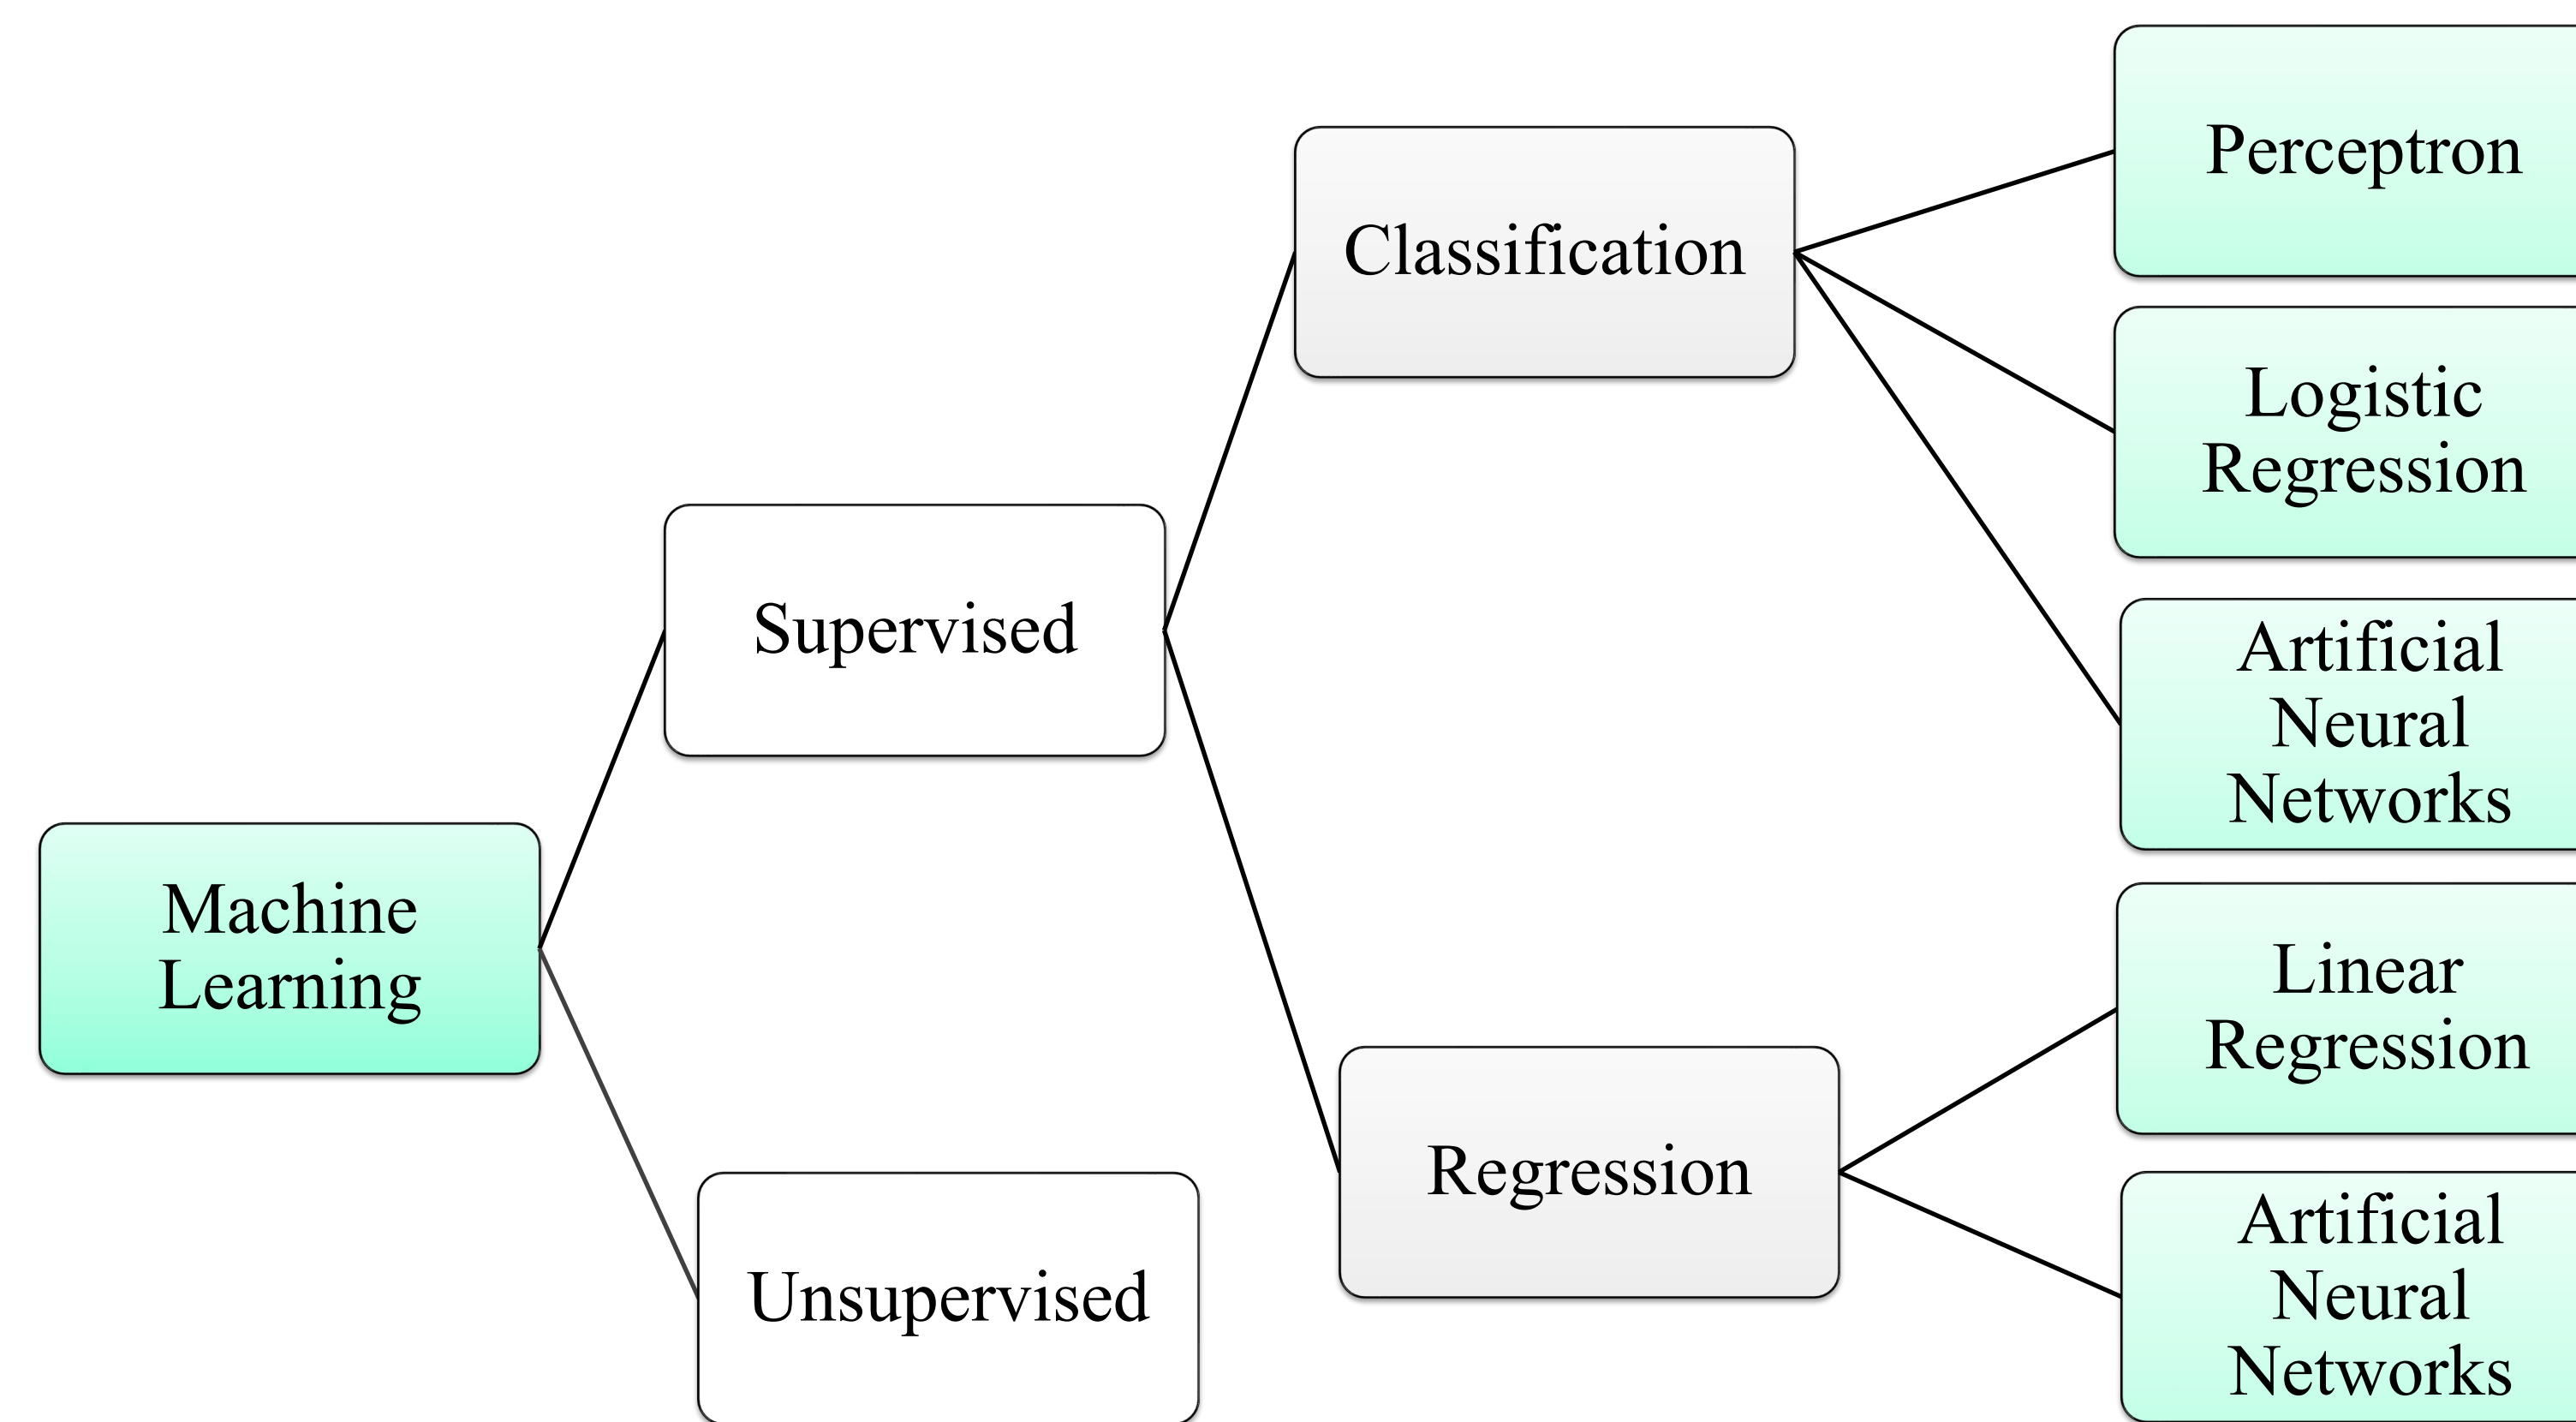 Machine
Learning
Supervised
Unsupervised
Classification
Regression
Perceptron
Logistic
Regression
Artificial
Neural
Networks
Linear
Regression
Artificial
Neural
Networks